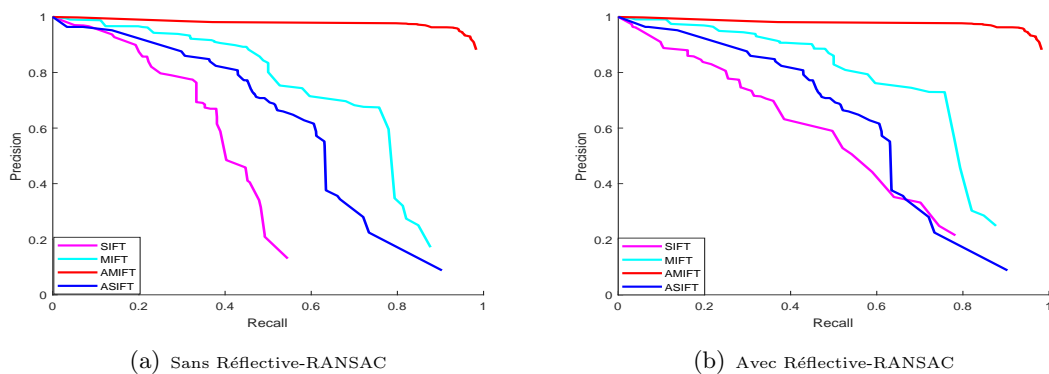 Precision
1
0.8
0.6
0.4
0.2
0
SIFT
MIFT
AMIFT
ASIFT
0 0.2 0.4 0.6 0.8 1
Recall
(a) Sans Réflective-RANSAC
Precision
1
0.8
0.6
0.4
0.2
0
SIFT
MIFT
AMIFT
ASIFT
0 0.2 0.4 0.6 0.8 1
Recall
(b) Avec Réflective-RANSAC